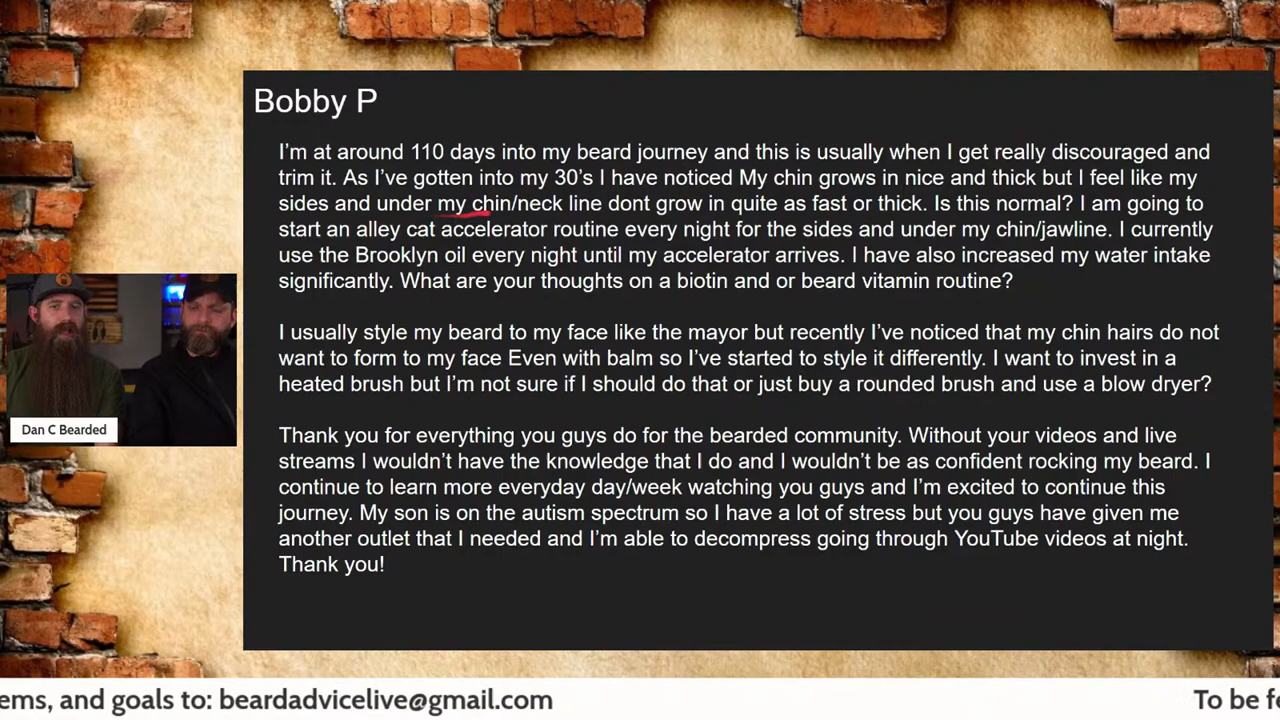 Bobby P
I'm at around 110 days into my beard journey and this is usually when I get really discouraged and
trim it. As I've gotten into my 30's I have noticed My chin grows in nice and thick but I feel like my
sides and under my chin/neck line dont grow in quite as fast or thick. Is this normal? I am going to
start an alley cat accelerator routine every night for the sides and under my chin/jawline. I currently
use the Brooklyn oil every night until my accelerator arrives. I have also increased my water intake
significantly. What are your thoughts on a biotin and or beard vitamin routine?
I usually style my beard to my face like the mayor but recently I've noticed that my chin hairs do not
want to form to my face Even with balm so I've started to style it differently. I want to invest in a
heated brush but I'm not sure if I should do that or just buy a rounded brush and use a blow dryer?
Thank you for everything you guys do for the bearded community. Without your videos and live
streams I wouldn't have the knowledge that I do and I wouldn't be as confident rocking my beard. I
continue to learn more everyday day/week watching you guys and I'm excited to continue this
journey. My son is on the autism spectrum so I have a lot of stress but you guys have given me
another outlet that I needed and I'm able to decompress going through YouTube videos at night.
Thank you!
Dan C Bearded
ems, and goals to: beardadvicelive@gmail.com To be fe